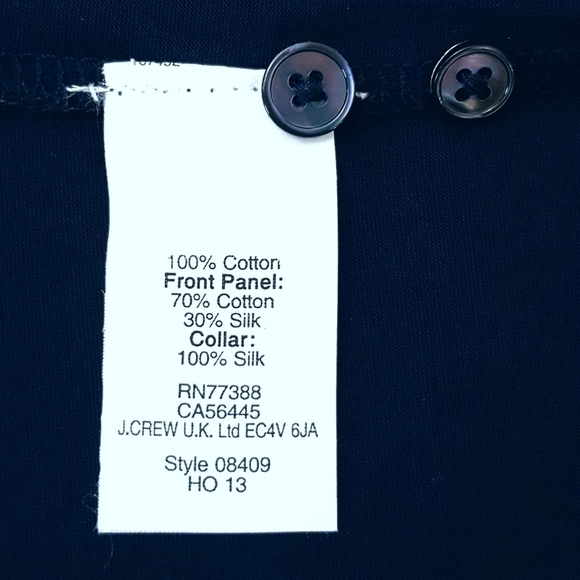 100% Cotton
Front Panel:
70% Cotton
30% Silk
Collar:
100% Silk
RN77388
CA56445
J.CREW U.K. Ltd EC4V 6JA
Style 08409
HO 13